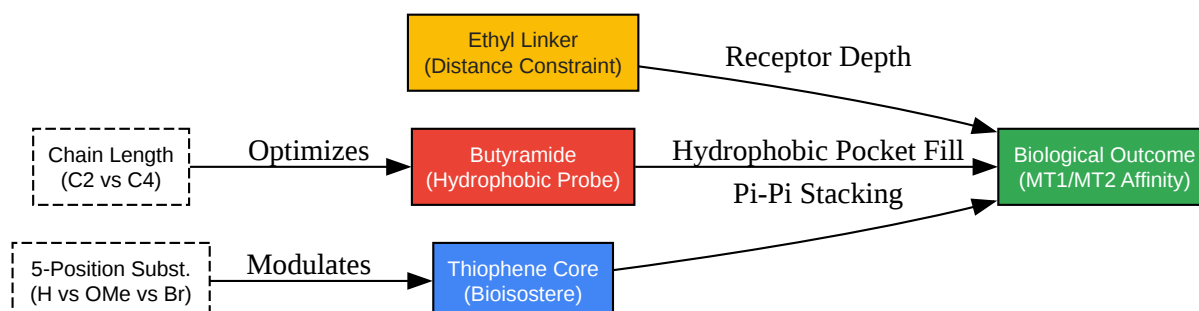 Ethyl Linker
(Distance Constraint)
Receptor Depth
Chain Length
(C2 vs C4)
Optimizes
Butyramide
(Hydrophobic Probe)
Hydrophobic Pocket Fill
Biological Outcome
(MT1/MT2 Affinity)
Pi-Pi Stacking
5-Position Subst.
(H vs OMe vs Br)
Modulates
Thiophene Core
(Bioisostere)